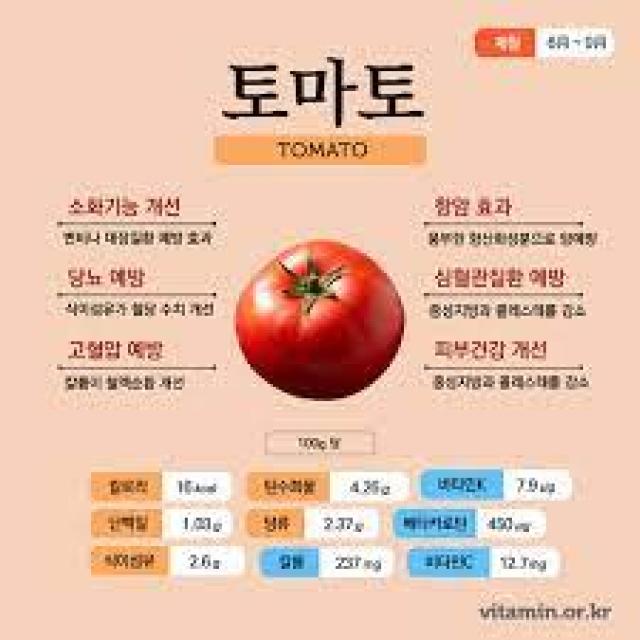 제철 6月 ~ 9月
토마토
TOMATO
소화기능 개선
변비나 대장질환 예방 효과
항암 효과
풍부한 항산화성분으로 암예방
당뇨 예방
식이섬유가 혈당 수치 개선
심혈관질환 예방
중성지방과 콜레스테롤 감소
고혈압 예방
칼륨이 혈액순환 개선
피부건강 개선
중성지방과 콜레스테롤 감소
100g 당
칼로리 16kcal
탄수화물 4.26g
비타민K 7.9μg
단백질 1.03g
당류 2.37g
베타카로틴 450μg
식이섬유 2.6g
칼륨 237mg
비타민C 12.7mg
vitamin.or.kr